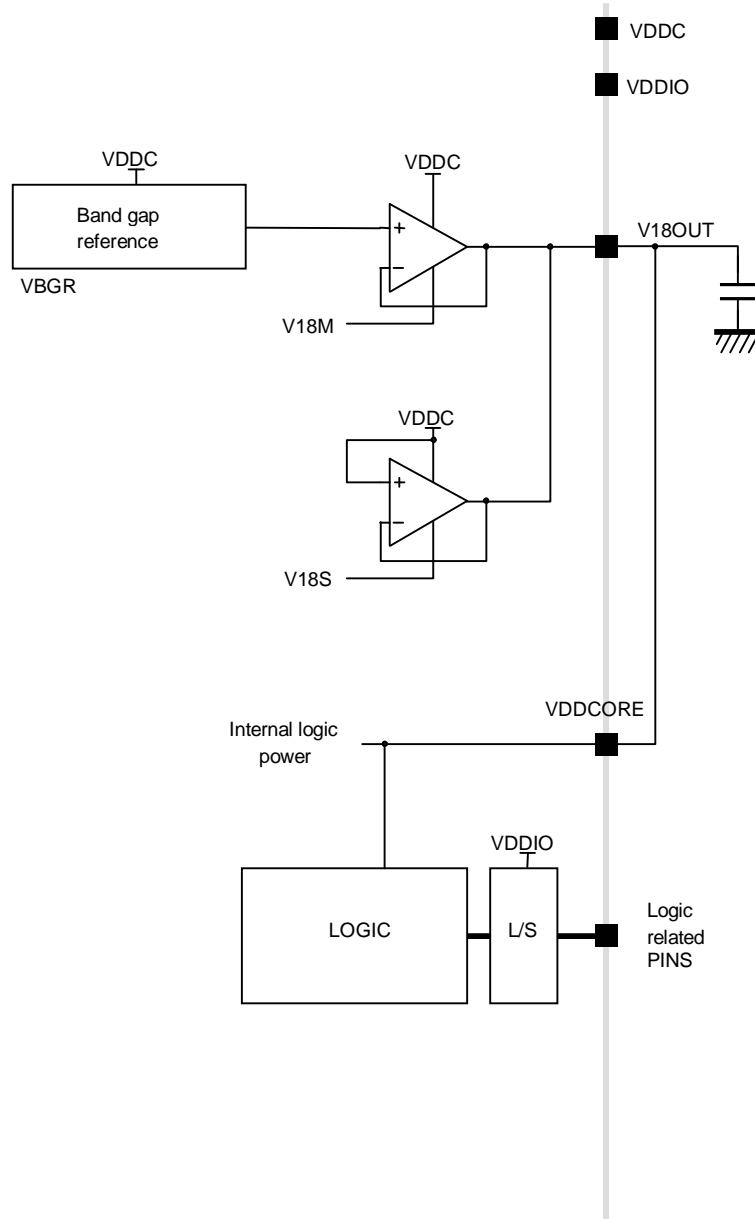 VDDC
VDDIO
VDDC
VDDC
Band gap
reference
+
−
V18OUT
VBGR
V18M
VDDC
+
−
V18S
VDDCORE
Internal logic
power
VDDIO
LOGIC
L/S
Logic
related
PINS